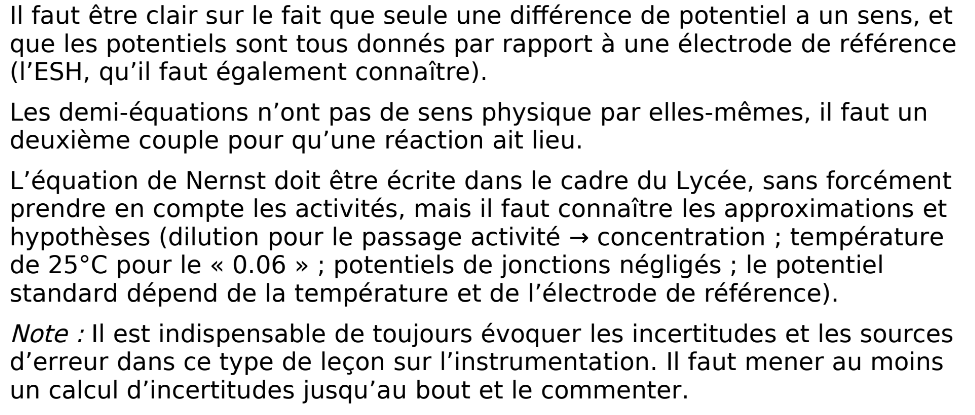 Il faut être clair sur le fait que seule une différence de potentiel a un sens, et
que les potentiels sont tous donnés par rapport à une électrode de référence
(l’ESH, qu’il faut également connaître).
Les demi-équations n’ont pas de sens physique par elles-mêmes, il faut un
deuxième couple pour qu’une réaction ait lieu.
L’équation de Nernst doit être écrite dans le cadre du Lycée, sans forcément
prendre en compte les activités, mais il faut connaître les approximations et
hypothèses (dilution pour le passage activité → concentration ; température
de 25°C pour le « 0.06 » ; potentiels de jonctions négligés ; le potentiel
standard dépend de la température et de l’électrode de référence).
Note : Il est indispensable de toujours évoquer les incertitudes et les sources
d’erreur dans ce type de leçon sur l’instrumentation. Il faut mener au moins
un calcul d’incertitudes jusqu’au bout et le commenter.